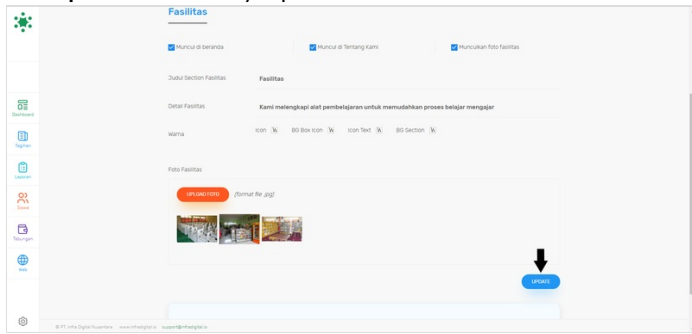 Fasilitas
Muncul di beranda
Muncul di Tentang Kami
Munculkan foto fasilitas
Judul Section Fasilitas
Fasilitas
Detail Fasilitas
Kami melengkapi alat pembelajaran untuk memudahkan proses belajar mengajar
Warna
Icon
BG Box Icon
Icon Text
BG Section
Foto Fasilitas
UPLOAD FOTO
(format file .jpg)
UPDATE
Dashboard
Tagihan
Laporan
Siswa
Tabungan
Web
© PT. Infra Digital Nusantara www.infradigital.io support@infradigital.io